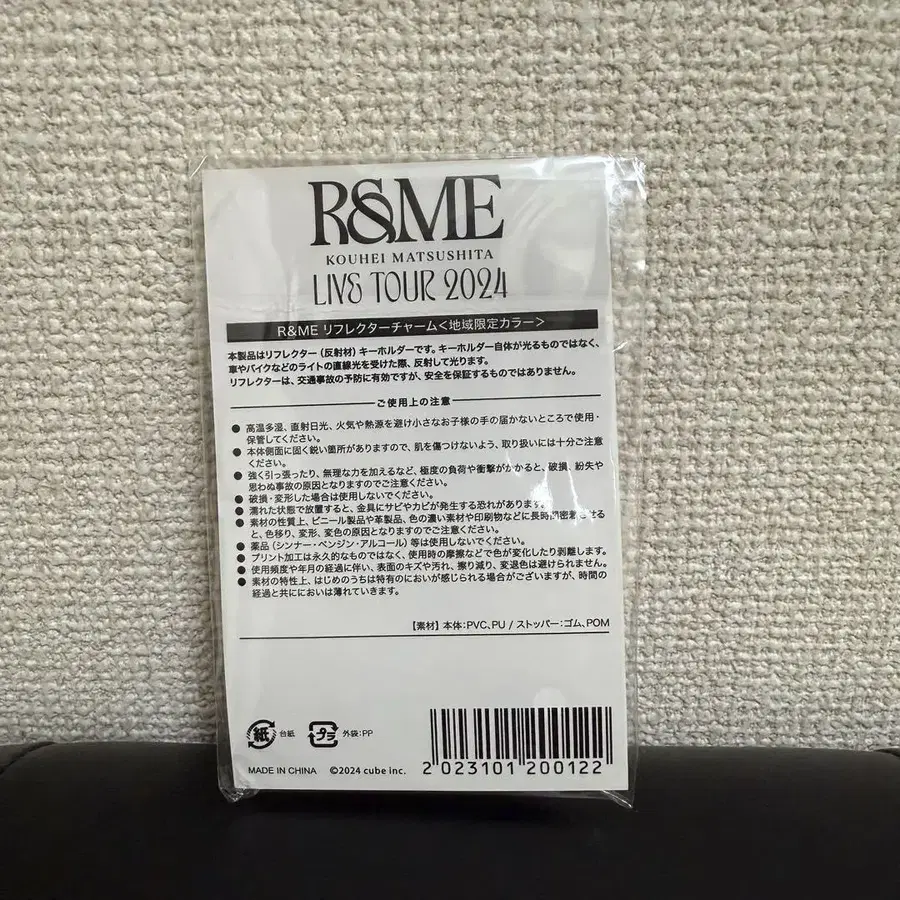 R&ME
KOUHEI MATSUSHITA
LIVE TOUR 2024
R&ME リフレクターチャーム<地域限定カラー>
本製品はリフレクター(反射材)キーホルダーです。キーホルダー自体が光るものではなく、
車やバイクなどのライトの直線光を受けた際、反射して光ります。
リフレクターは、交通事故の予防に有効ですが、安全を保証するものではありません。
ご使用上の注意
● 高温多湿、直射日光、火気や熱源を避け小さなお子様の手の届かないところで使用・
保管してください。
● 本体側面に固く鋭い箇所がありますので、肌を傷つけないよう、取り扱いには十分ご注意
ください。
● 強く引っ張ったり、無理な力を加えるなど、極度の負荷や衝撃がかかると、破損、紛失や
思わぬ事故の原因となりますのでご注意ください。
● 破損・変形した場合は使用しないでください。
● 濡れた状態で放置すると、金具にサビやカビが発生する恐れがあります。
● 素材の性質上、ビニール製品や革製品、色の濃い素材や印刷物などに長時間密着させる
と、色移り、変形、変色の原因となりますのでご注意ください。
● 薬品(シンナー・ベンジン・アルコール)等は使用しないでください。
● プリント加工は永久的なものではなく、使用時の摩擦などで色が変化したり剥離します。
● 使用頻度や年月の経過に伴い、表面のキズや汚れ、擦り減り、変退色は避けられません。
● 素材の特性上、はじめのうちは特有のにおいが感じられる場合がございますが、時間の
経過と共ににおいは薄れていきます。
【素材】本体:PVC、PU / ストッパー:ゴム、POM
紙 台紙 プラ 外袋:PP
MADE IN CHINA ©2024 cube inc.
2 023101 200122